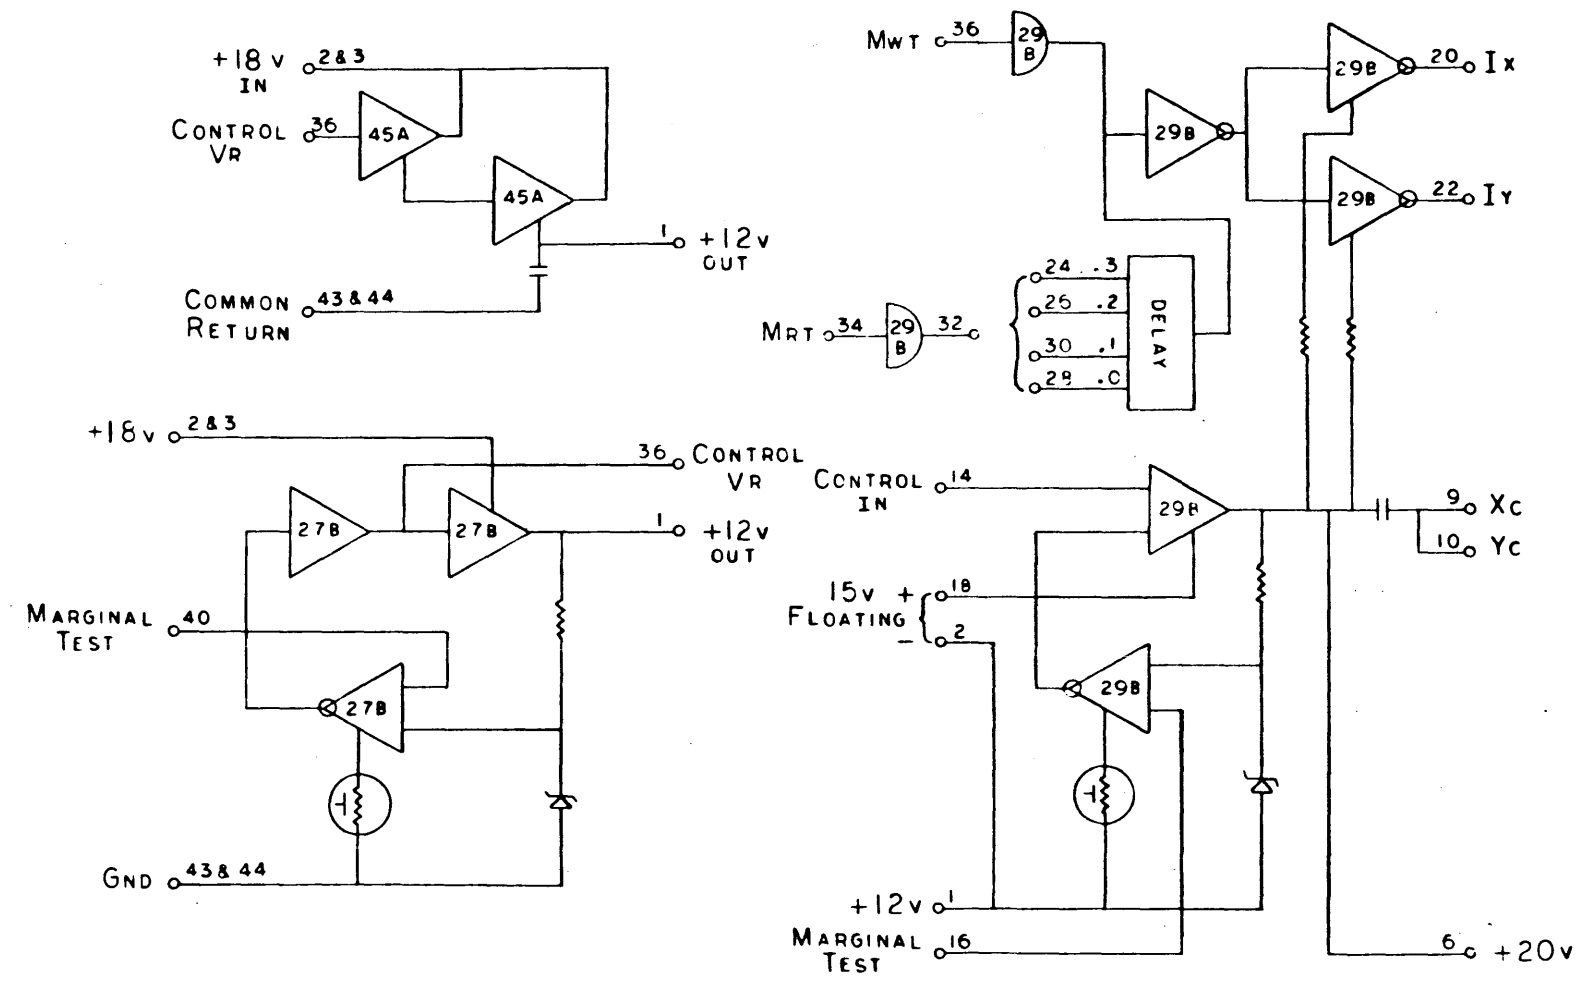 +18 V
IN
2&3
CONTROL
VR
36
45A
45A
1
+12V
OUT
COMMON
RETURN
43 & 44
MWT
36
29
B
29B
29B
20
IX
29B
22
IY
MRT
34
29
B
32
24 .3
26 .2
30 .1
28 .0
DELAY
+18V
2&3
36
CONTROL
VR
27B
27B
1
+12V
OUT
MARGINAL
TEST
40
27B
GND
43 & 44
CONTROL
IN
14
29B
9
XC
10
YC
15V +
FLOATING
-
18
2
29B
+12V
1
MARGINAL
TEST
16
6
+20V